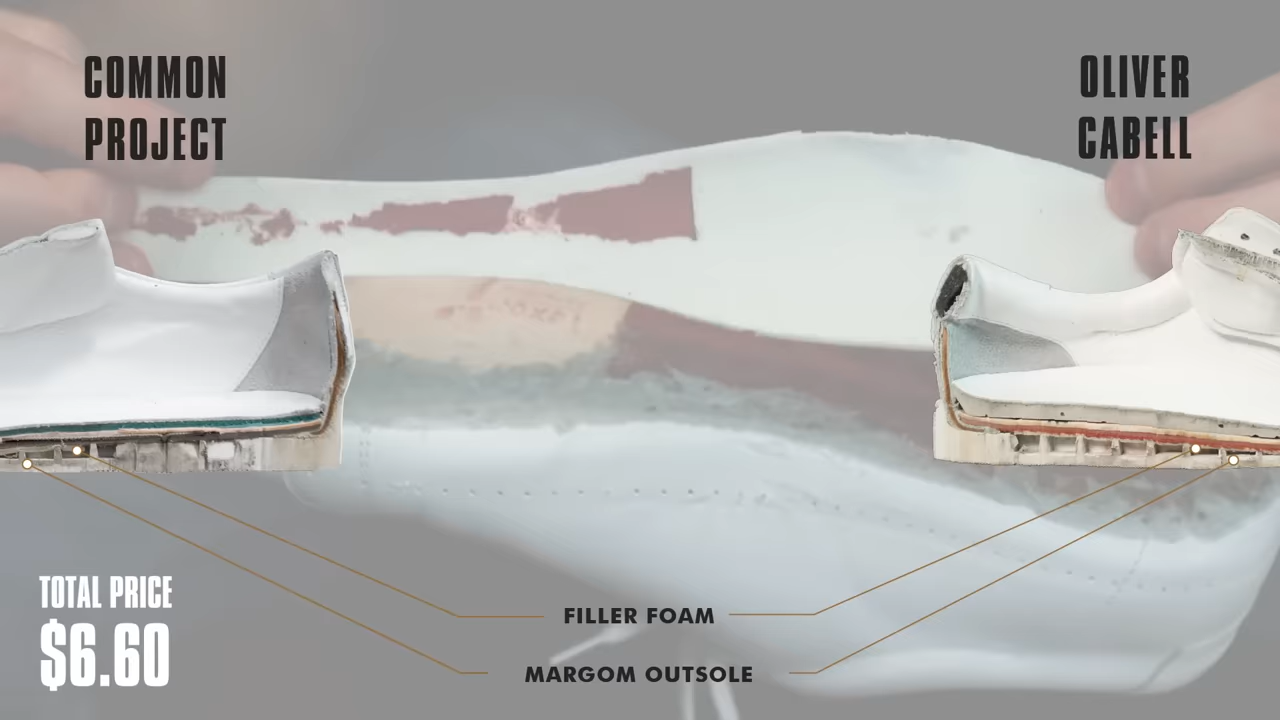 COMMON
PROJECT
OLIVER
CABELL
FILLER FOAM
MARGOM OUTSOLE
TOTAL PRICE
$6.60